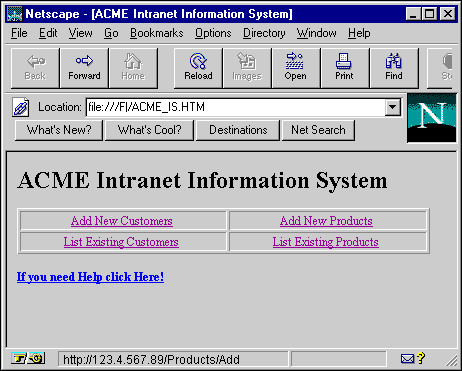 Netscape - [ACME Intranet Information System]
File Edit View Go Bookmarks Options Directory Window Help
Back Forward Home Reload Images Open Print Find
Location: file:///F|/ACME_IS.HTM
N
What's New? What's Cool? Destinations Net Search
ACME Intranet Information System
Add New Customers Add New Products
List Existing Customers List Existing Products
If you need Help click Here!
http://123.4.567.89/Products/Add
?